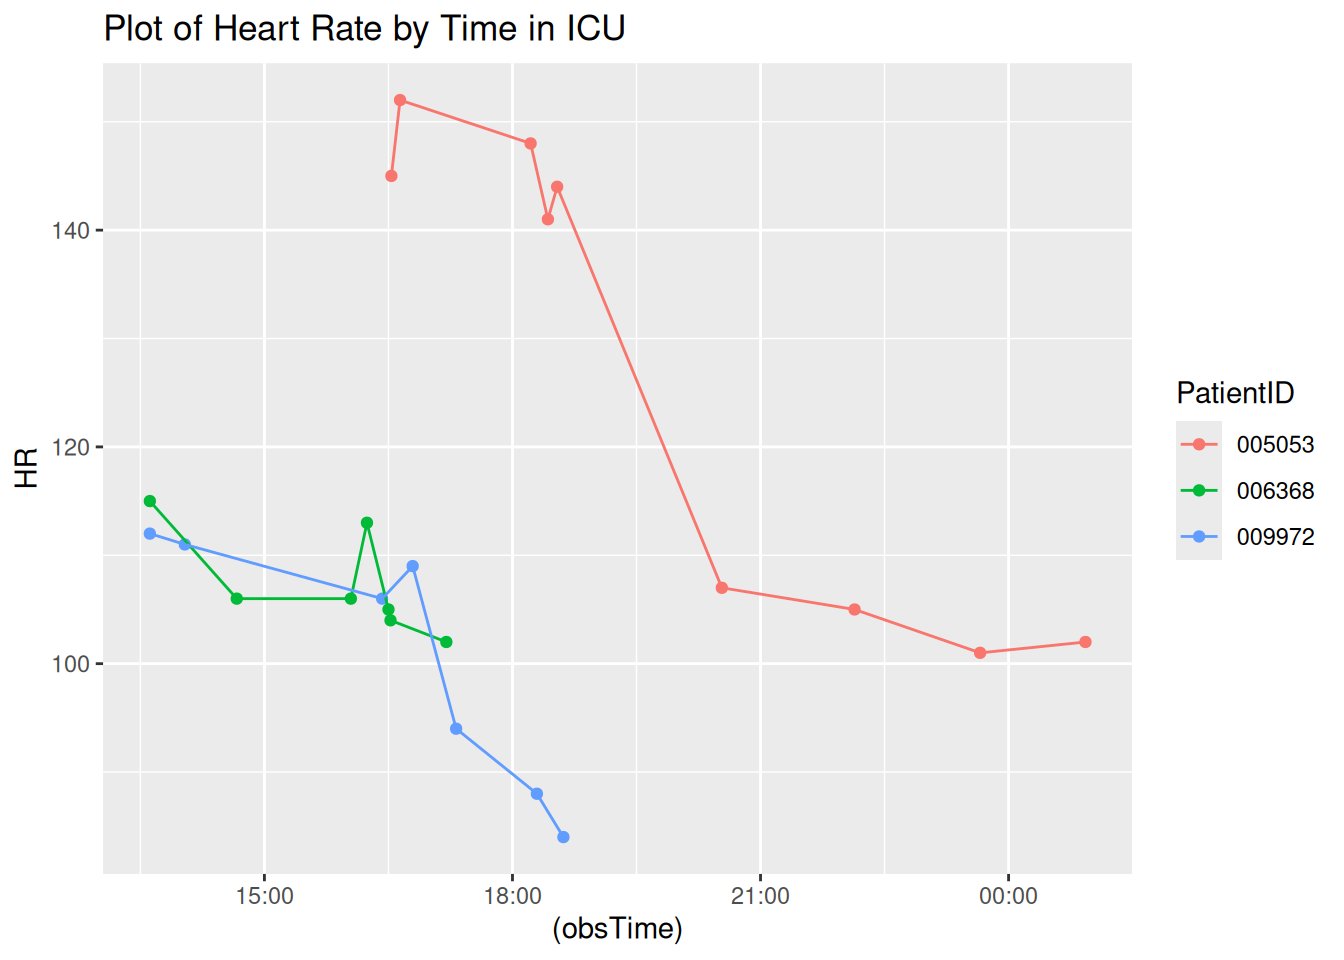 Plot of Heart Rate by Time in ICU
HR
140
120
100
15:00
18:00
21:00
00:00
(obsTime)
PatientID
005053
006368
009972